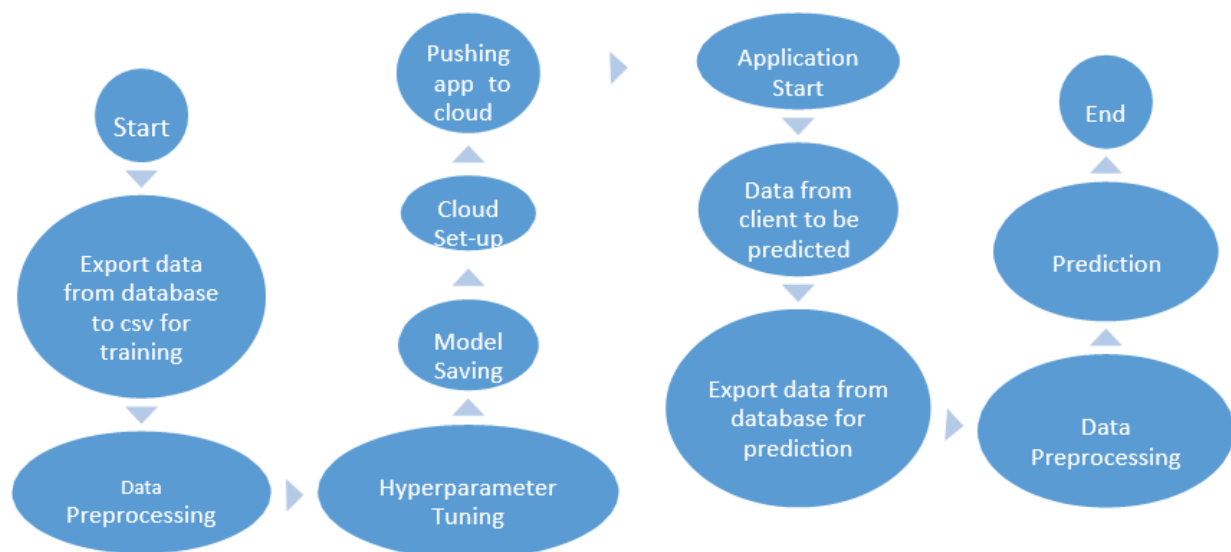 Start
Export data
from database
to csv for
training
Data
Preprocessing
Hyperparameter
Tuning
Model
Saving
Cloud
Set-up
Pushing
app to
cloud
Application
Start
Data from
client to be
predicted
Export data from
database for
prediction
Data
Preprocessing
Prediction
End